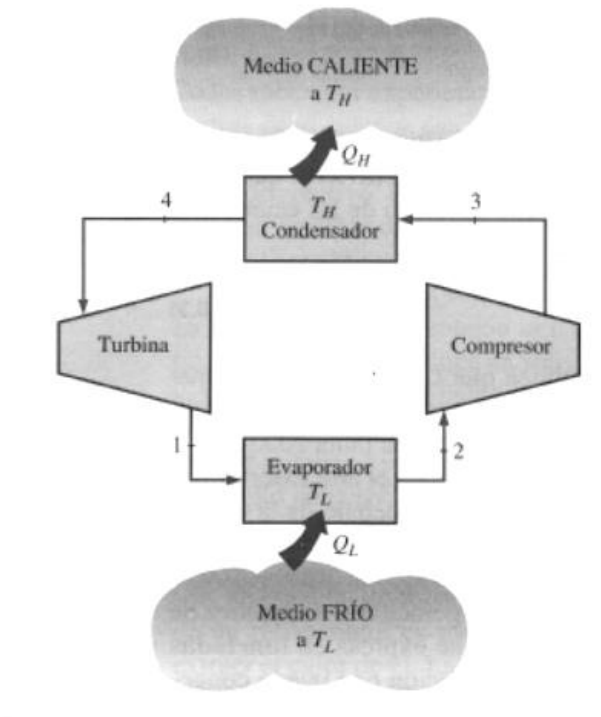 Medio CALIENTE
a T_H
Q_H
4
3
T_H
Condensador
Turbina
Compresor
1
Evaporador
T_L
2
Q_L
Medio FRÍO
a T_L